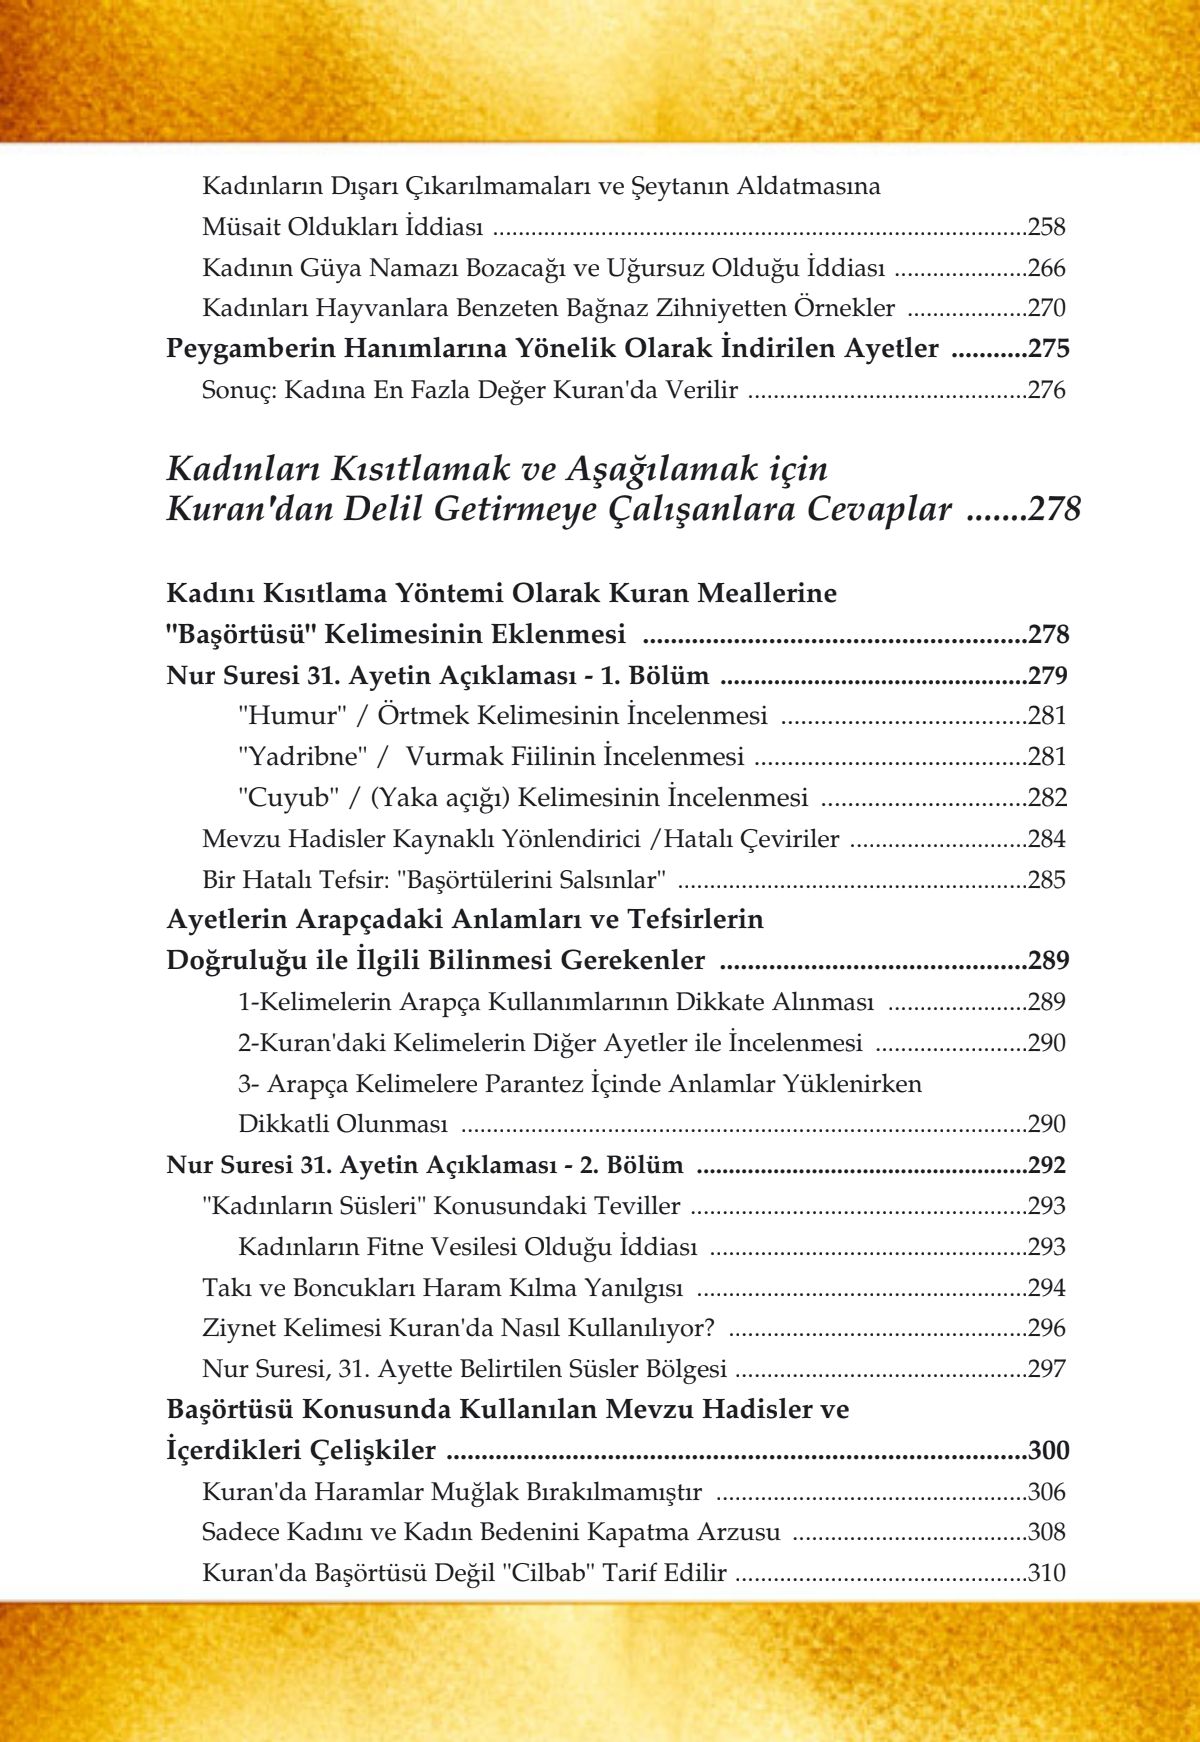 Kadınların Dışarı Çıkarılmamaları ve Şeytanın Aldatmasına
Müsait Oldukları İddiası ....................................................................................258
Kadının Güya Namazı Bozacağı ve Uğursuz Olduğu İddiası .....................266
Kadınları Hayvanlara Benzeten Bağnaz Zihniyetten Örnekler ...................270
Peygamberin Hanımlarına Yönelik Olarak İndirilen Ayetler ...........275
Sonuç: Kadına En Fazla Değer Kuran'da Verilir ............................................276
Kadınları Kısıtlamak ve Aşağılamak için
Kuran'dan Delil Getirmeye Çalışanlara Cevaplar .......278
Kadını Kısıtlama Yöntemi Olarak Kuran Meallerine
"Başörtüsü" Kelimesinin Eklenmesi .......................................................278
Nur Suresi 31. Ayetin Açıklaması - 1. Bölüm ............................................279
"Humur" / Örtmek Kelimesinin İncelenmesi .......................................281
"Yadribne" / Vurmak Fiilinin İncelenmesi ...........................................281
"Cuyub" / (Yaka açığı) Kelimesinin İncelenmesi .................................282
Mevzu Hadisler Kaynaklı Yönlendirici /Hatalı Çeviriler ............................284
Bir Hatalı Tefsir: "Başörtülerini Salsınlar" .......................................................285
Ayetlerin Arapçadaki Anlamları ve Tefsirlerin
Doğruluğu ile İlgili Bilinmesi Gerekenler ............................................289
1-Kelimelerin Arapça Kullanımlarının Dikkate Alınması ......................289
2-Kuran'daki Kelimelerin Diğer Ayetler ile İncelenmesi ........................290
3- Arapça Kelimelere Parantez İçinde Anlamlar Yüklenirken
Dikkatli Olunması .........................................................................................290
Nur Suresi 31. Ayetin Açıklaması - 2. Bölüm ...............................................292
"Kadınların Süsleri" Konusundaki Teviller .....................................................293
Kadınların Fitne Vesilesi Olduğu İddiası ..................................................293
Takı ve Boncukları Haram Kılma Yanılgısı ....................................................294
Ziynet Kelimesi Kuran'da Nasıl Kullanılıyor? ...............................................296
Nur Suresi, 31. Ayette Belirtilen Süsler Bölgesi ..............................................297
Başörtüsü Konusunda Kullanılan Mevzu Hadisler ve
İçerdikleri Çelişkiler ...................................................................................300
Kuran'da Haramlar Muğlak Bırakılmamıştır .................................................306
Sadece Kadını ve Kadın Bedenini Kapatma Arzusu .....................................308
Kuran'da Başörtüsü Değil "Cilbab" Tarif Edilir ..............................................310